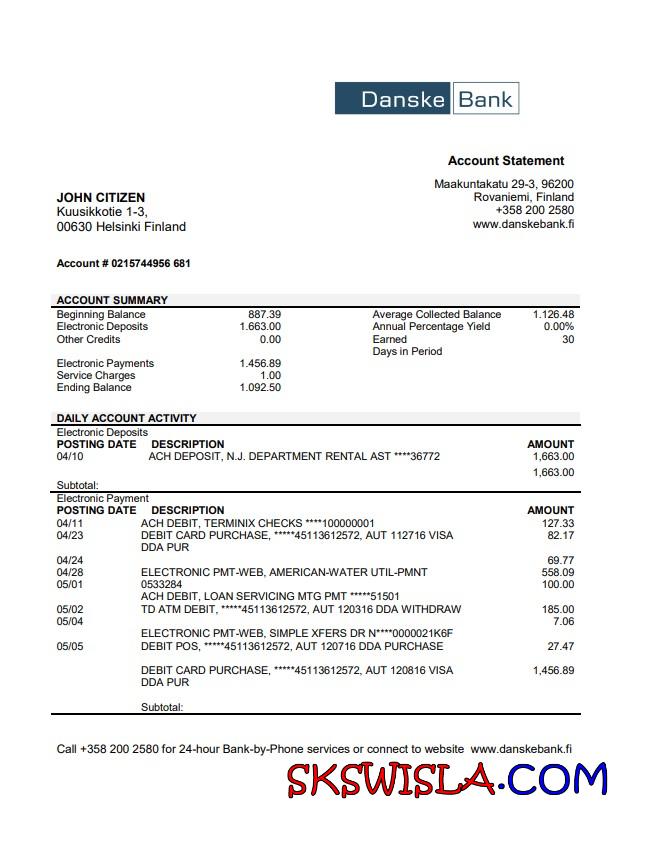 Danske Bank
Account Statement
Maakuntakatu 29-3, 96200
JOHN CITIZEN
Rovaniemi, Finland
Kuusikkotie 1-3,
+358 200 2580
00630 Helsinki Finland
www.danskebank.fi
Account # 0215744956 681
ACCOUNT SUMMARY
Beginning Balance 887.39 Average Collected Balance 1.126.48
Electronic Deposits 1.663.00 Annual Percentage Yield 0.00%
Other Credits 0.00 Earned 30
Days in Period
Electronic Payments 1.456.89
Service Charges 1.00
Ending Balance 1.092.50
DAILY ACCOUNT ACTIVITY
Electronic Deposits
POSTING DATE DESCRIPTION AMOUNT
04/10 ACH DEPOSIT, N.J. DEPARTMENT RENTAL AST ****36772 1,663.00
1,663.00
Subtotal:
Electronic Payment
POSTING DATE DESCRIPTION AMOUNT
04/11 ACH DEBIT, TERMINIX CHECKS ****100000001 127.33
04/23 DEBIT CARD PURCHASE, *****45113612572, AUT 112716 VISA 82.17
DDA PUR
04/24 69.77
04/28 ELECTRONIC PMT-WEB, AMERICAN-WATER UTIL-PMNT 558.09
05/01 0533284 100.00
ACH DEBIT, LOAN SERVICING MTG PMT *****51501
05/02 TD ATM DEBIT, *****45113612572, AUT 120316 DDA WITHDRAW 185.00
05/04 7.06
ELECTRONIC PMT-WEB, SIMPLE XFERS DR N****0000021K6F
05/05 DEBIT POS, *****45113612572, AUT 120716 DDA PURCHASE 27.47
DEBIT CARD PURCHASE, *****45113612572, AUT 120816 VISA 1,456.89
DDA PUR
Subtotal:
Call +358 200 2580 for 24-hour Bank-by-Phone services or connect to website www.danskebank.fi
SKSWISLA.COM